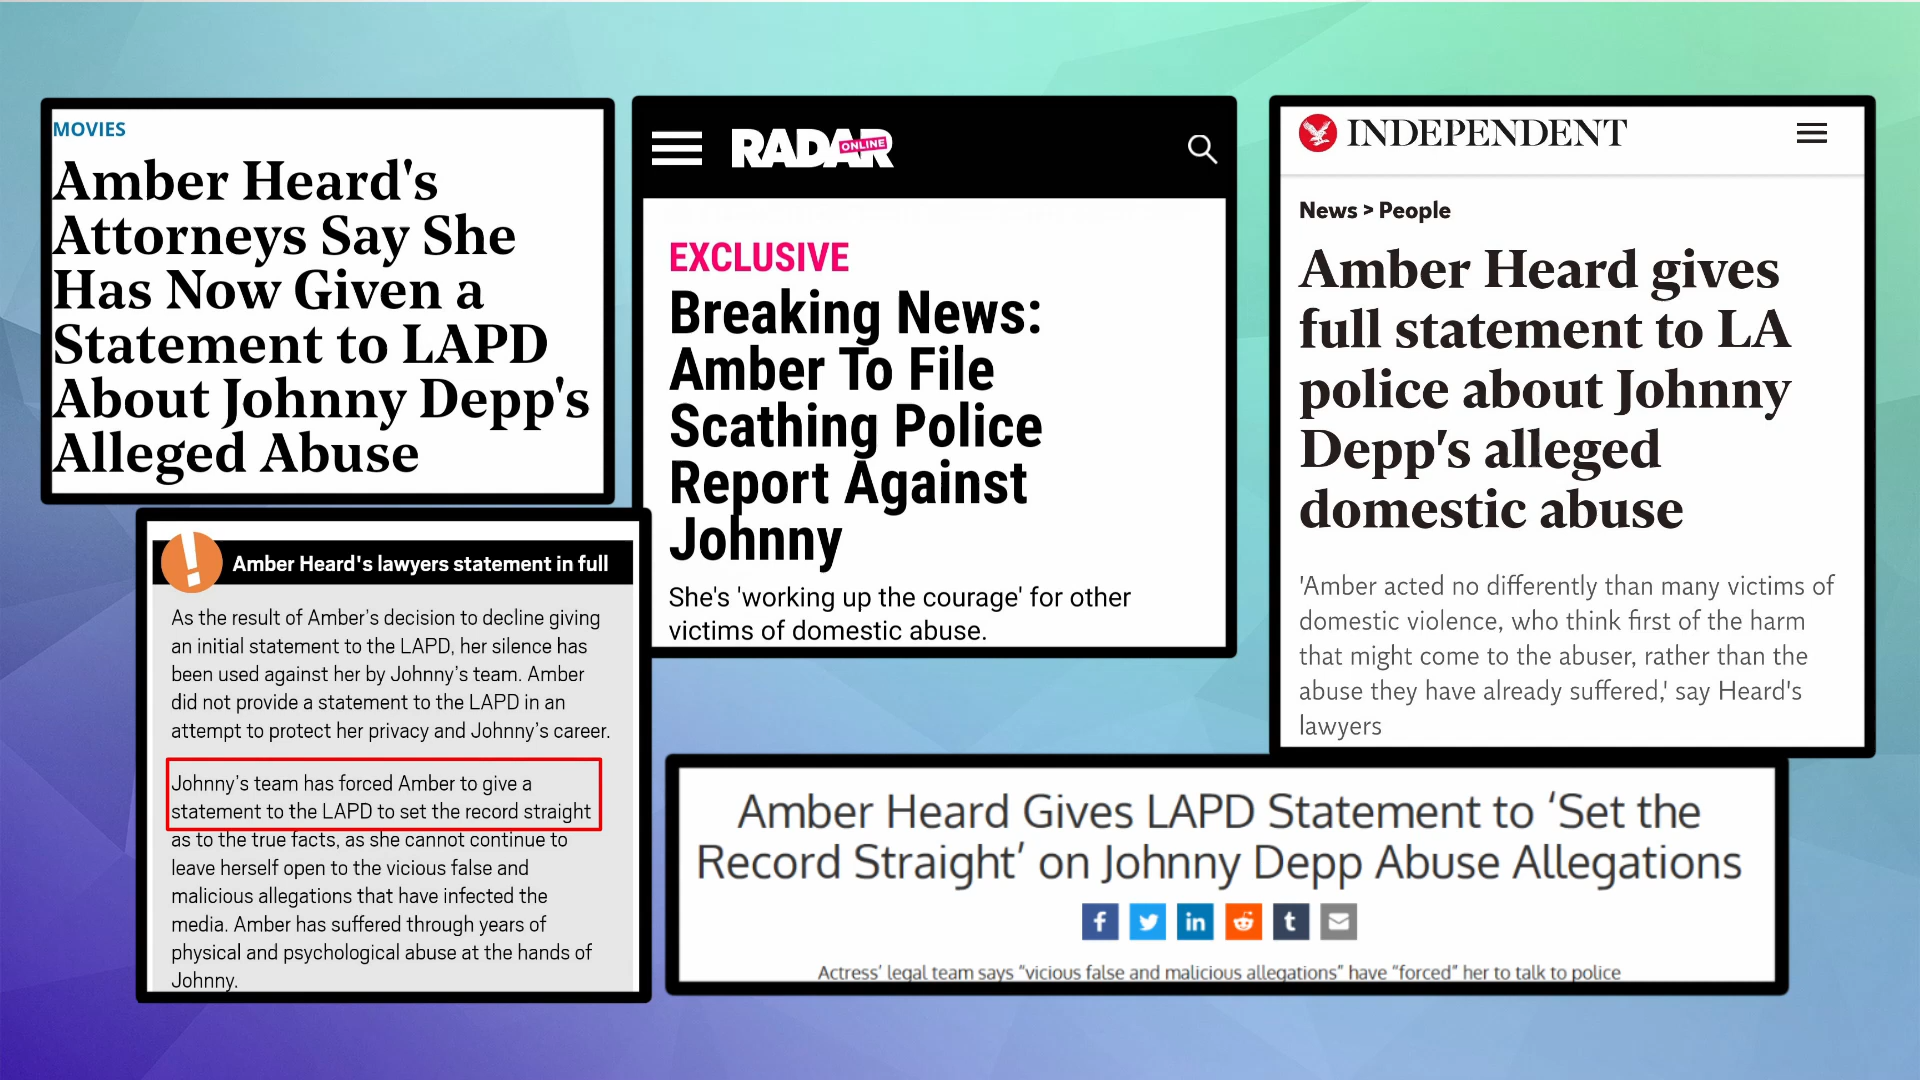 MOVIES
Amber Heard's
Attorneys Say She
Has Now Given a
Statement to LAPD
About Johnny Depp's
Alleged Abuse
RADAR ONLINE
EXCLUSIVE
Breaking News:
Amber To File
Scathing Police
Report Against
Johnny
She's 'working up the courage' for other
victims of domestic abuse.
INDEPENDENT
News > People
Amber Heard gives
full statement to LA
police about Johnny
Depp's alleged
domestic abuse
'Amber acted no differently than many victims of
domestic violence, who think first of the harm
that might come to the abuser, rather than the
abuse they have already suffered,' say Heard's
lawyers
! Amber Heard's lawyers statement in full
As the result of Amber's decision to decline giving
an initial statement to the LAPD, her silence has
been used against her by Johnny's team. Amber
did not provide a statement to the LAPD in an
attempt to protect her privacy and Johnny's career.
Johnny's team has forced Amber to give a
statement to the LAPD to set the record straight
as to the true facts, as she cannot continue to
leave herself open to the vicious false and
malicious allegations that have infected the
media. Amber has suffered through years of
physical and psychological abuse at the hands of
Johnny.
Amber Heard Gives LAPD Statement to ‘Set the
Record Straight’ on Johnny Depp Abuse Allegations
f in t
Actress’ legal team says “vicious false and malicious allegations” have “forced” her to talk to police